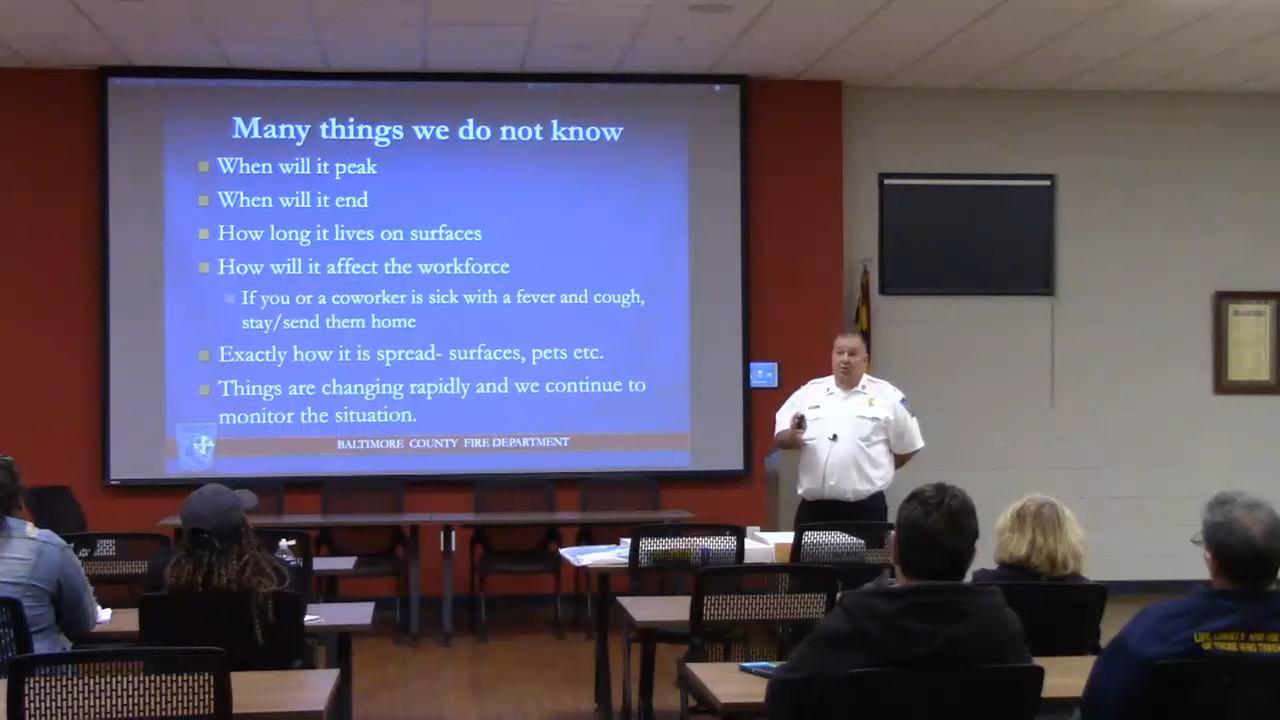 Many things we do not know
When will it peak
When will it end
How long it lives on surfaces
How will it affect the workforce
If you or a coworker is sick with a fever and cough,
stay/send them home
Exactly how it is spread- surfaces, pets etc.
Things are changing rapidly and we continue to
monitor the situation.
BALTIMORE COUNTY FIRE DEPARTMENT
OF THOSE WHO